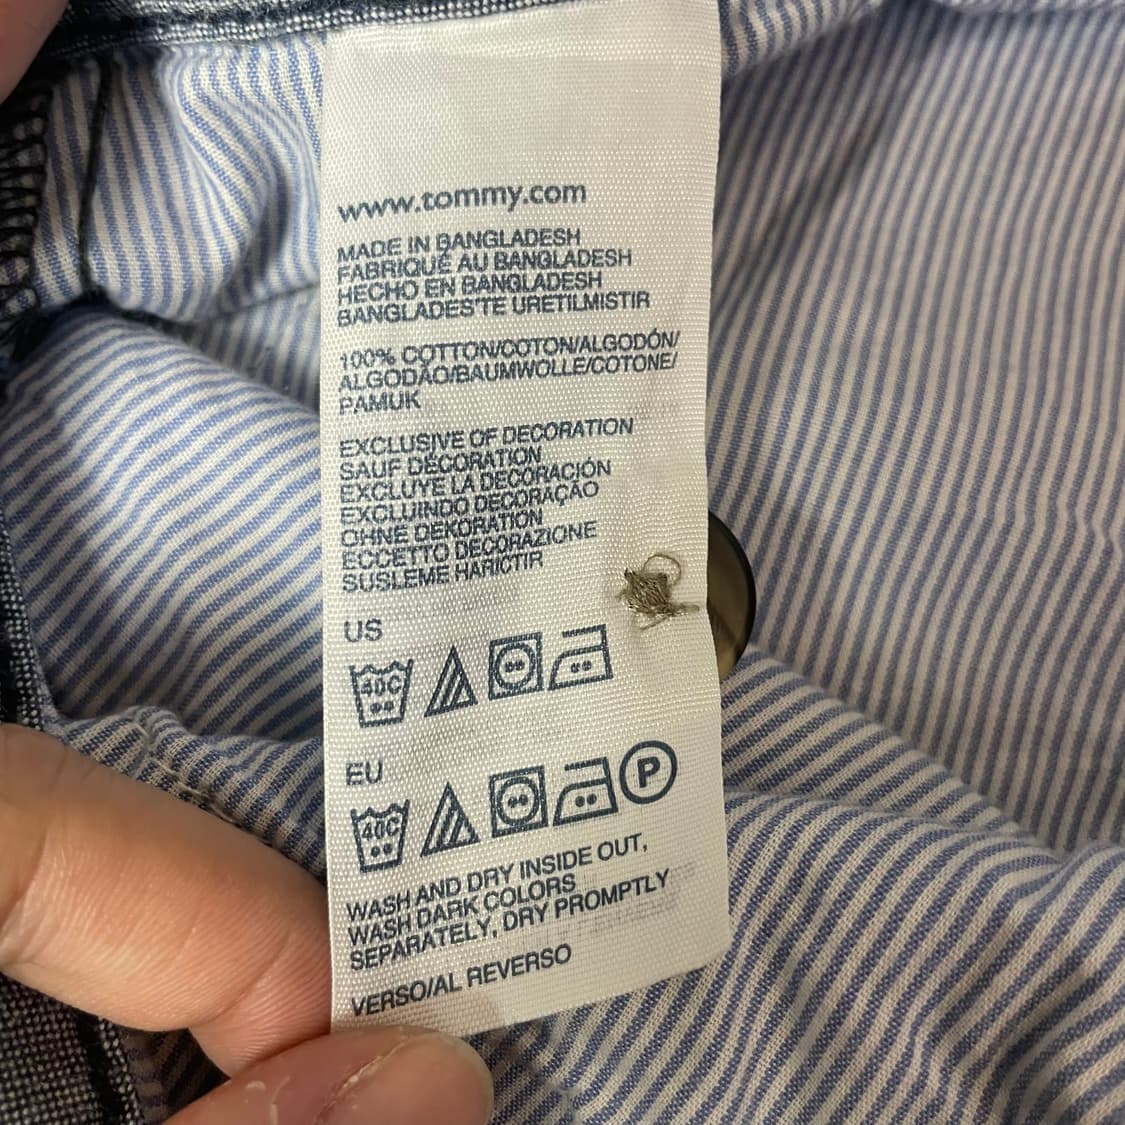 www.tommy.com
MADE IN BANGLADESH
FABRIQUÉ AU BANGLADESH
HECHO EN BANGLADESH
BANGLADES'TE URETILMISTIR
100% COTTON/COTON/ALGODÓN/
ALGODÃO/BAUMWOLLE/COTONE/
PAMUK
EXCLUSIVE OF DECORATION
SAUF DÉCORATION
EXCLUYE LA DECORACIÓN
EXCLUINDO DECORAÇÃO
OHNE DEKORATION
ECCETTO DECORAZIONE
SUSLEME HARICTIR
US
40C
EU
40C P
WASH AND DRY INSIDE OUT,
WASH DARK COLORS
SEPARATELY, DRY PROMPTLY
VERSO/AL REVERSO